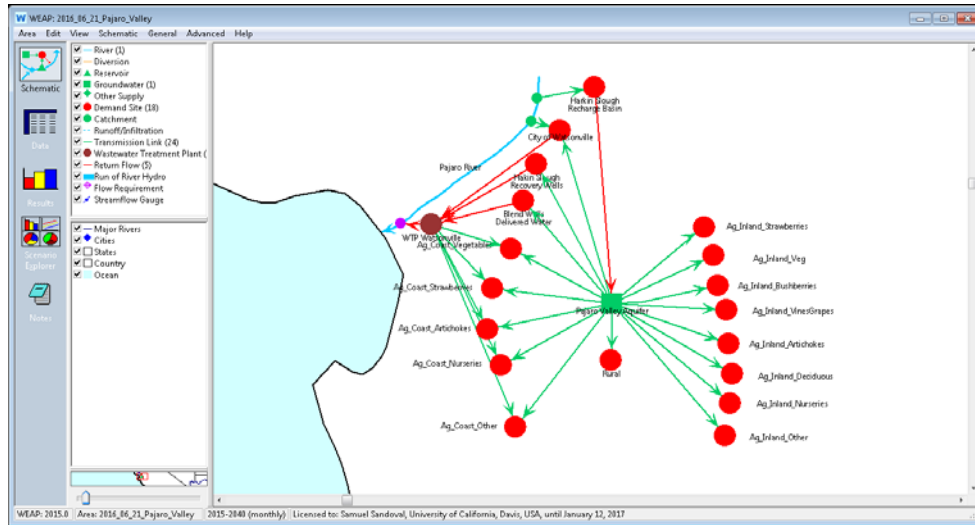 WEAP: 2016_06_21_Pajaro_Valley
Area Edit View Schematic General Advanced Help
Schematic
Data
Results
Scenario
Explorer
Notes
River (1)
Diversion
Reservoir
Groundwater (1)
Other Supply
Demand Site (18)
Catchment
Runoff/Infiltration
Transmission Link (24)
Wastewater Treatment Plant (
Return Flow (5)
Run of River Hydro
Flow Requirement
Streamflow Gauge
Major Rivers
Cities
States
Country
Ocean
Harkin Slough
Recharge Basin
City of Watsonville
Pajaro River
Hakin Slough
Recovery Wells
Blend Wells
Delivered Water
WTP Watsonville
Ag_Coast_Vegetables
Ag_Coast_Strawberries
Ag_Coast_Artichokes
Ag_Coast_Nurseries
Ag_Coast_Other
Pajaro Valley Aquifer
Rural
Ag_Inland_Strawberries
Ag_Inland_Veg
Ag_Inland_Bushberries
Ag_Inland_VinesGrapes
Ag_Inland_Artichokes
Ag_Inland_Deciduous
Ag_Inland_Nurseries
Ag_Inland_Other
WEAP: 2015.0 Area: 2016_06_21_Pajaro_Valley 2015-2040 (monthly) Licensed to: Samuel Sandoval, University of California, Davis, USA, until January 12, 2017